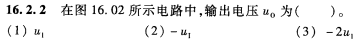 16.2.2 在图 16.02 所示电路中,输出电压 uₒ 为(  )。
(1) u₁ (2) -u₁ (3) -2u₁